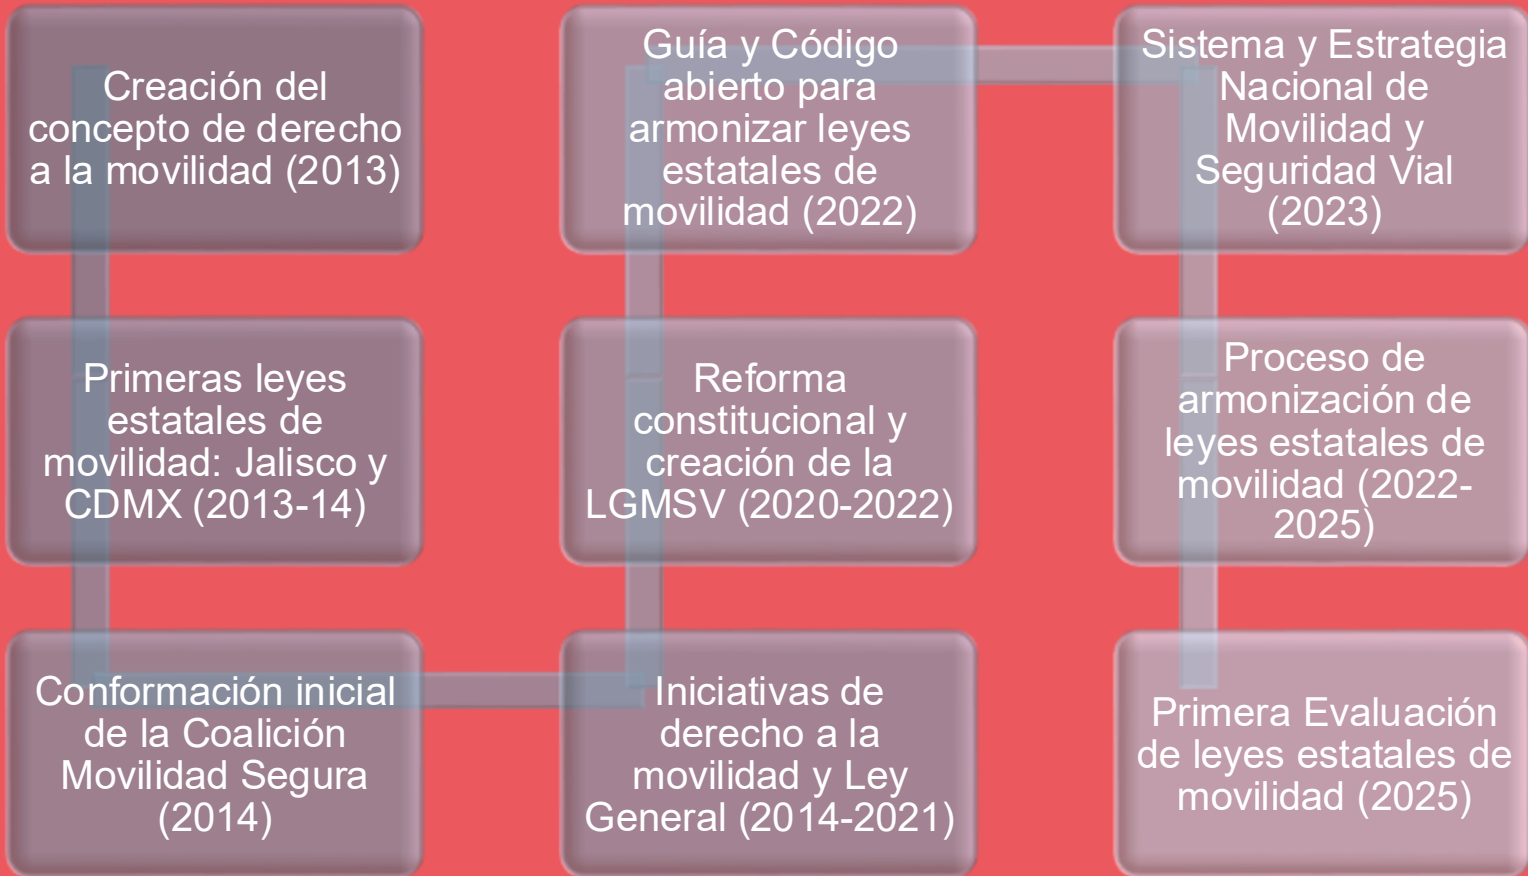 Creación del
concepto de derecho
a la movilidad (2013)
Primeras leyes
estatales de
movilidad: Jalisco y
CDMX (2013-14)
Conformación inicial
de la Coalición
Movilidad Segura
(2014)
Iniciativas de
derecho a la
movilidad y Ley
General (2014-2021)
Reforma
constitucional y
creación de la
LGMSV (2020-2022)
Guía y Código
abierto para
armonizar leyes
estatales de
movilidad (2022)
Sistema y Estrategia
Nacional de
Movilidad y
Seguridad Vial
(2023)
Proceso de
armonización de
leyes estatales de
movilidad (2022-
2025)
Primera Evaluación
de leyes estatales de
movilidad (2025)